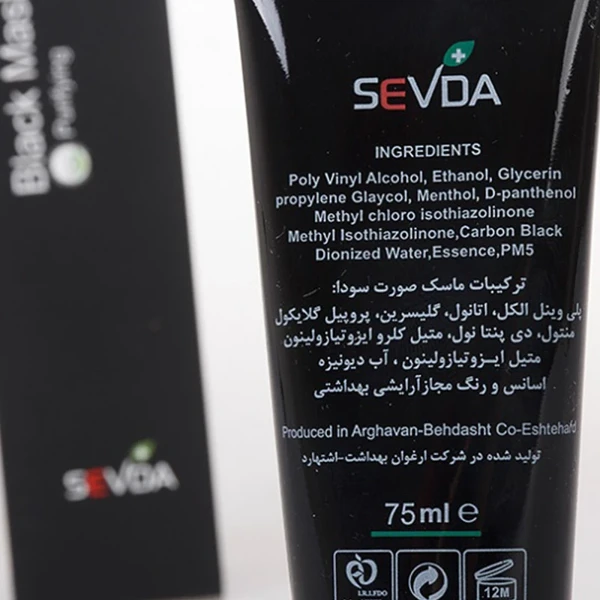 Black Mask
Purifying
SEVDA
SEVDA
INGREDIENTS
Poly Vinyl Alcohol, Ethanol, Glycerin
propylene Glaycol, Menthol, D-panthenol
Methyl chloro isothiazolinone
Methyl Isothiazolinone,Carbon Black
Dionized Water,Essence,PM5
ترکیبات ماسک صورت سودا:
پلی وینل الکل، اتانول، گلیسرین، پروپیل گلایکول
منتول، دی پنتا نول، متیل کلرو ایزوتیازولینون
متیل ایـزوتیازولینون ، آب دیونیزه
اسانس و رنگ مجازآرایشی بهداشتی
Produced in Arghavan-Behdasht Co-Eshtehard
تولید شده در شرکت ارغوان بهداشت-اشتهارد
75ml e
I.R.I.FDO
12M